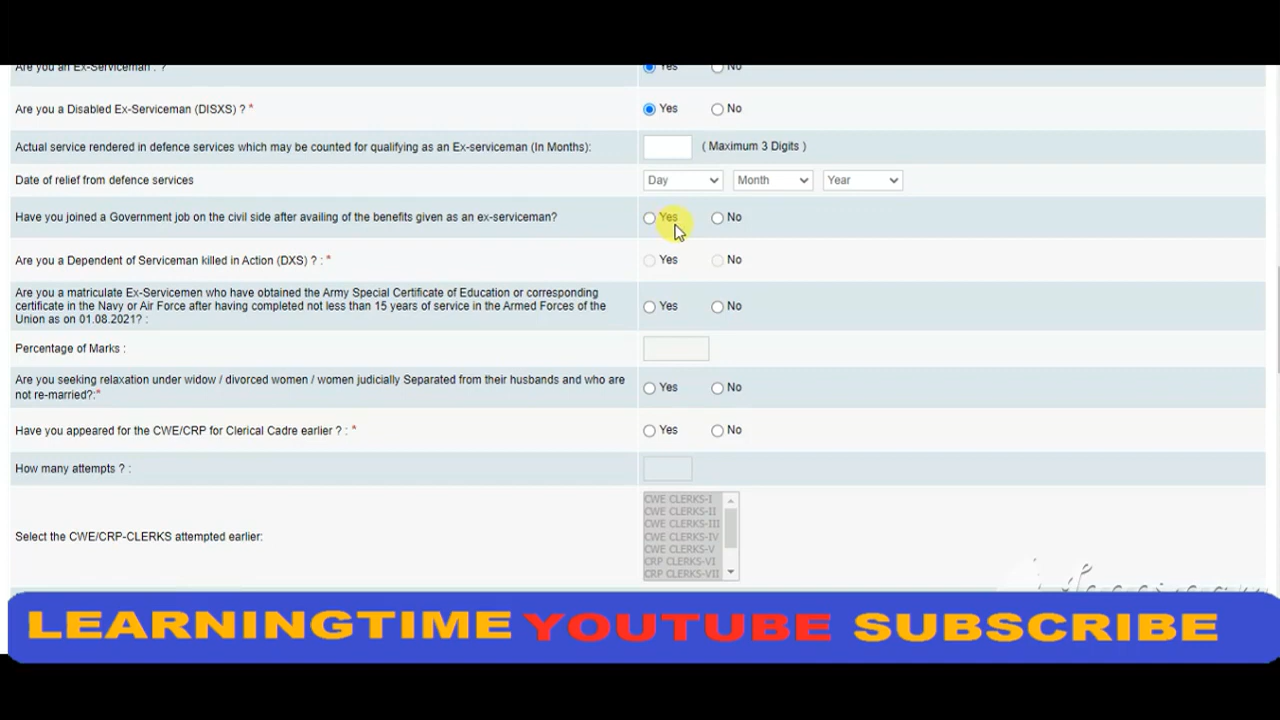 Are you an Ex-Serviceman : ? Yes No
Are you a Disabled Ex-Serviceman (DISXS) ? * Yes No
Actual service rendered in defence services which may be counted for qualifying as an Ex-serviceman (In Months): ( Maximum 3 Digits )
Date of relief from defence services Day Month Year
Have you joined a Government job on the civil side after availing of the benefits given as an ex-serviceman? Yes No
Are you a Dependent of Serviceman killed in Action (DXS) ? : * Yes No
Are you a matriculate Ex-Servicemen who have obtained the Army Special Certificate of Education or corresponding
certificate in the Navy or Air Force after having completed not less than 15 years of service in the Armed Forces of the
Union as on 01.08.2021? : Yes No
Percentage of Marks :
Are you seeking relaxation under widow / divorced women / women judicially Separated from their husbands and who are
not re-married?:* Yes No
Have you appeared for the CWE/CRP for Clerical Cadre earlier ? : * Yes No
How many attempts ? :
Select the CWE/CRP-CLERKS attempted earlier:
CWE CLERKS-I
CWE CLERKS-II
CWE CLERKS-III
CWE CLERKS-IV
CWE CLERKS-V
CRP CLERKS-VI
CRP CLERKS-VII
LEARNINGTIME YOUTUBE SUBSCRIBE